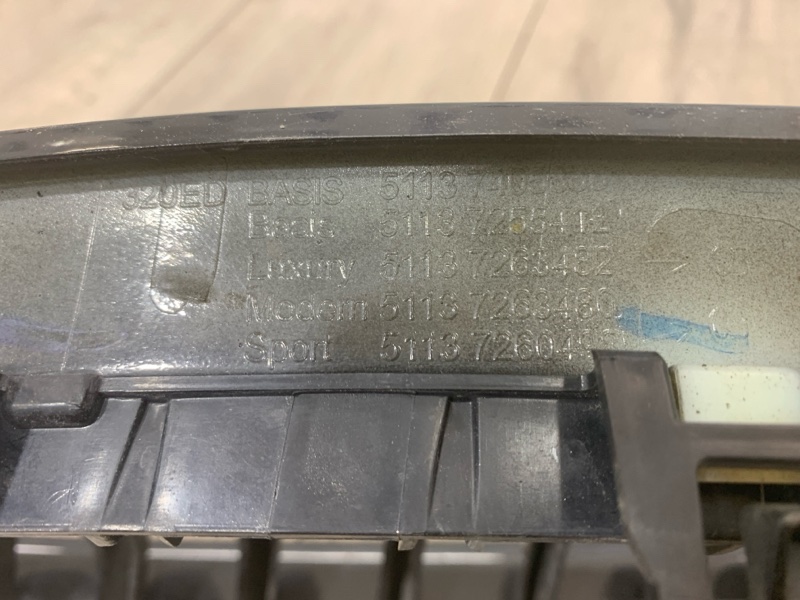 320ED BASIS 5113
Basis 5113 7255412
Luxury 5113 7263482
Modern 5113 7263480
Sport 5113